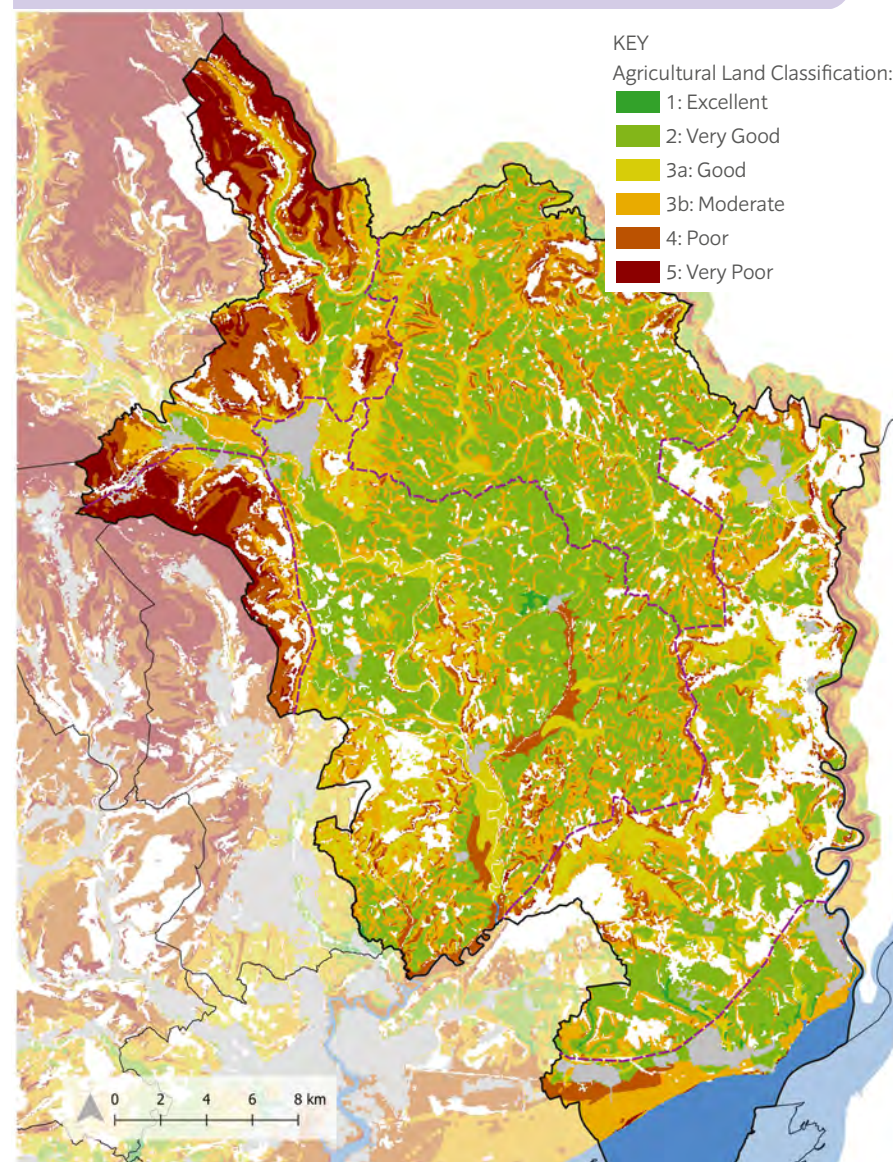 KEY
Agricultural Land Classification:
1: Excellent
2: Very Good
3a: Good
3b: Moderate
4: Poor
5: Very Poor
0 2 4 6 8 km